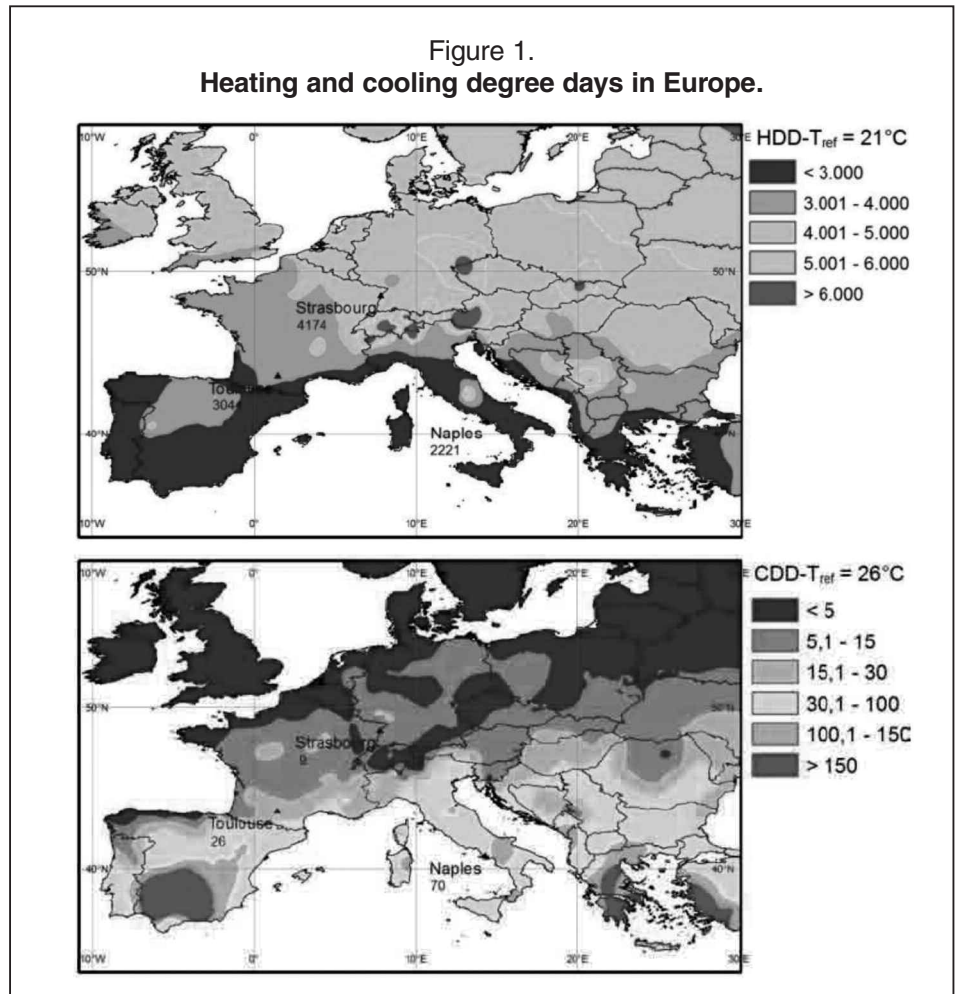 Figure 1.
Heating and cooling degree days in Europe.
10°W 0° 10°E 20°E 30°E
HDD-Tref = 21°C
< 3.000
3.001 - 4.000
4.001 - 5.000
5.001 - 6.000
> 6.000
50°N 50°N
Strasbourg
4174
Toulouse
3044
40°N 40°N
Naples
2221
10°W 0° 10°E 20°E 30°E
10°W 0° 10°E 20°E 30°E
CDD-Tref = 26°C
< 5
5,1 - 15
15,1 - 30
30,1 - 100
100,1 - 150
> 150
50°N 50°N
Strasbourg
9
Toulouse
26
40°N 40°N
Naples
70
10°W 0° 10°E 20°E 30°E